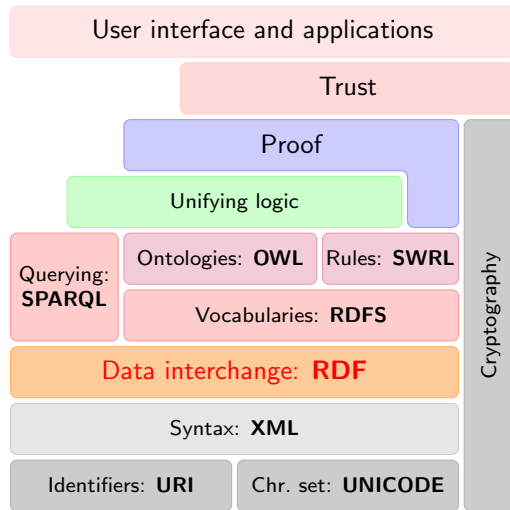 User interface and applications
Trust
Proof
Unifying logic
Querying:
SPARQL
Ontologies: OWL
Rules: SWRL
Vocabularies: RDFS
Cryptography
Data interchange: RDF
Syntax: XML
Identifiers: URI
Chr. set: UNICODE